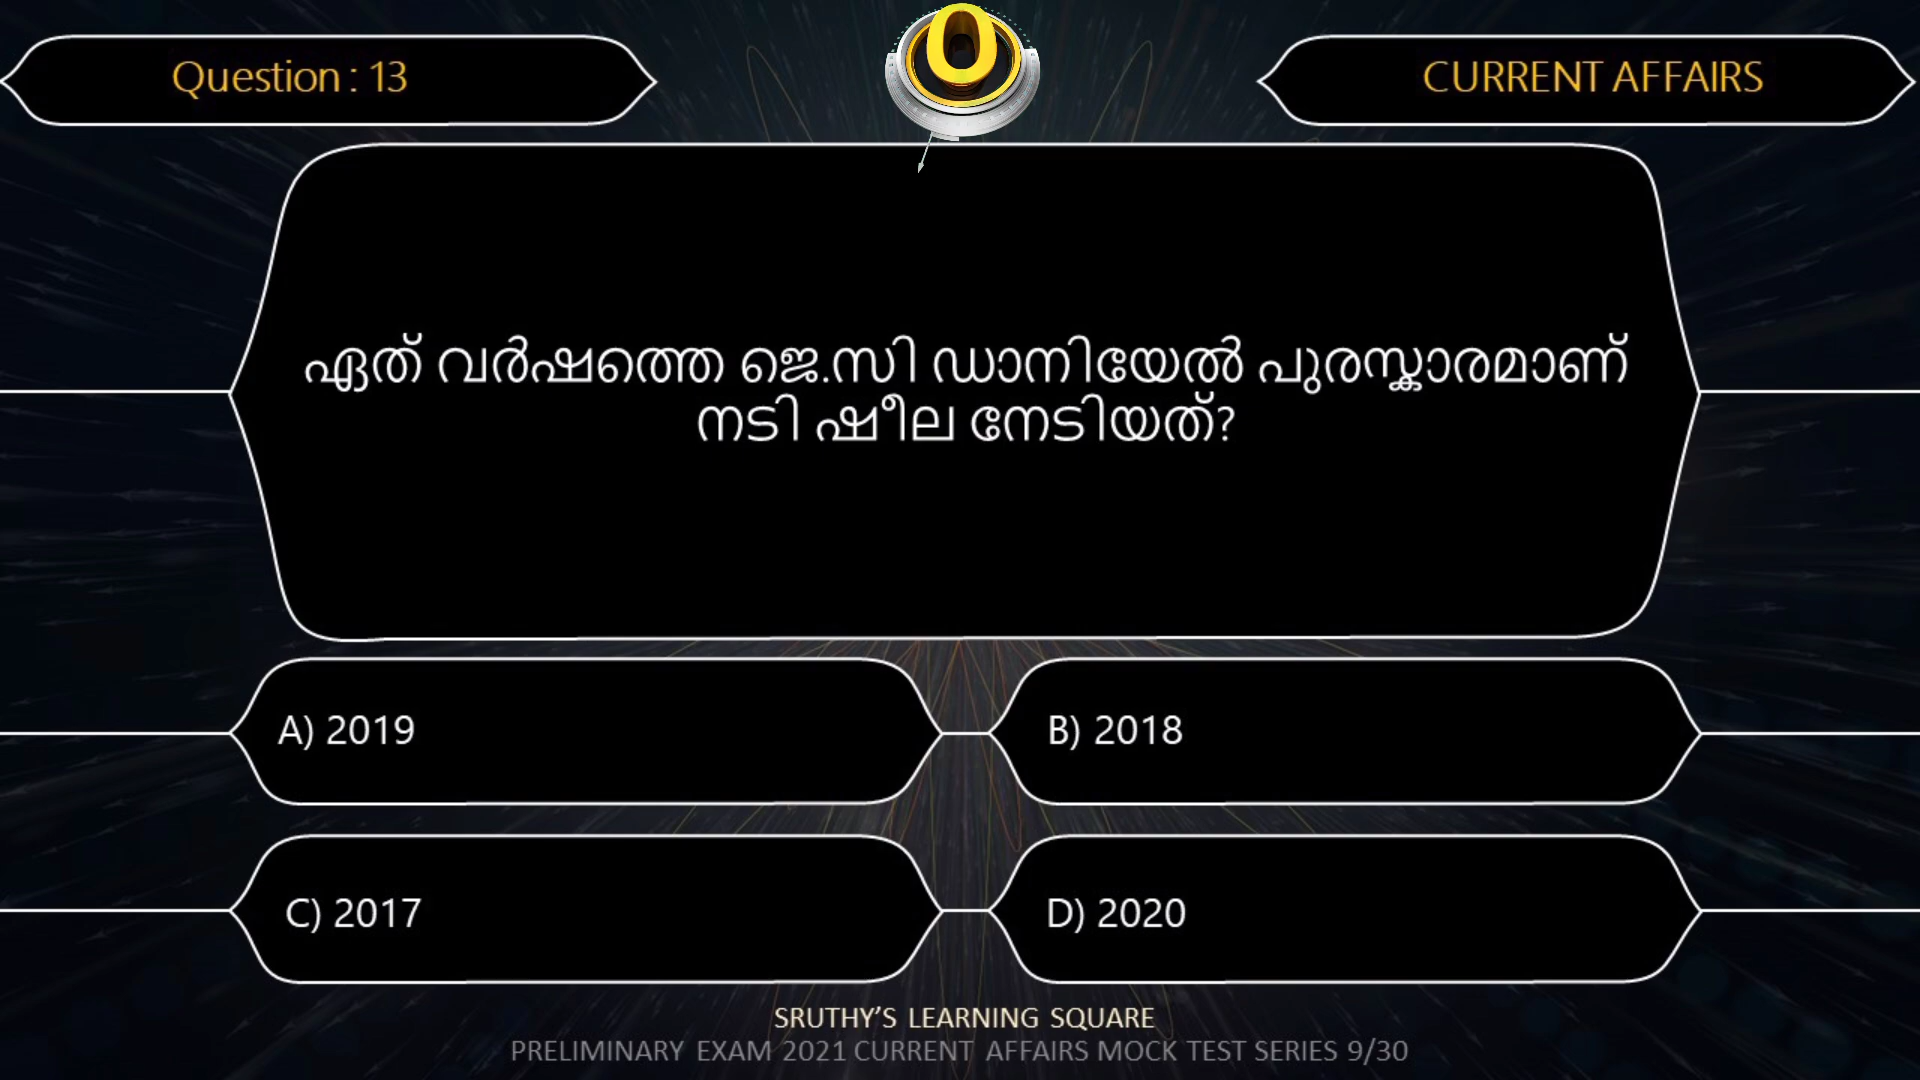 Question : 13
0
CURRENT AFFAIRS
ഏത് വർഷത്തെ ജെ.സി ഡാനിയേൽ പുരസ്കാരമാണ്
നടി ഷീല നേടിയത്?
A) 2019
B) 2018
C) 2017
D) 2020
SRUTHY’S LEARNING SQUARE
PRELIMINARY EXAM 2021 CURRENT AFFAIRS MOCK TEST SERIES 9/30